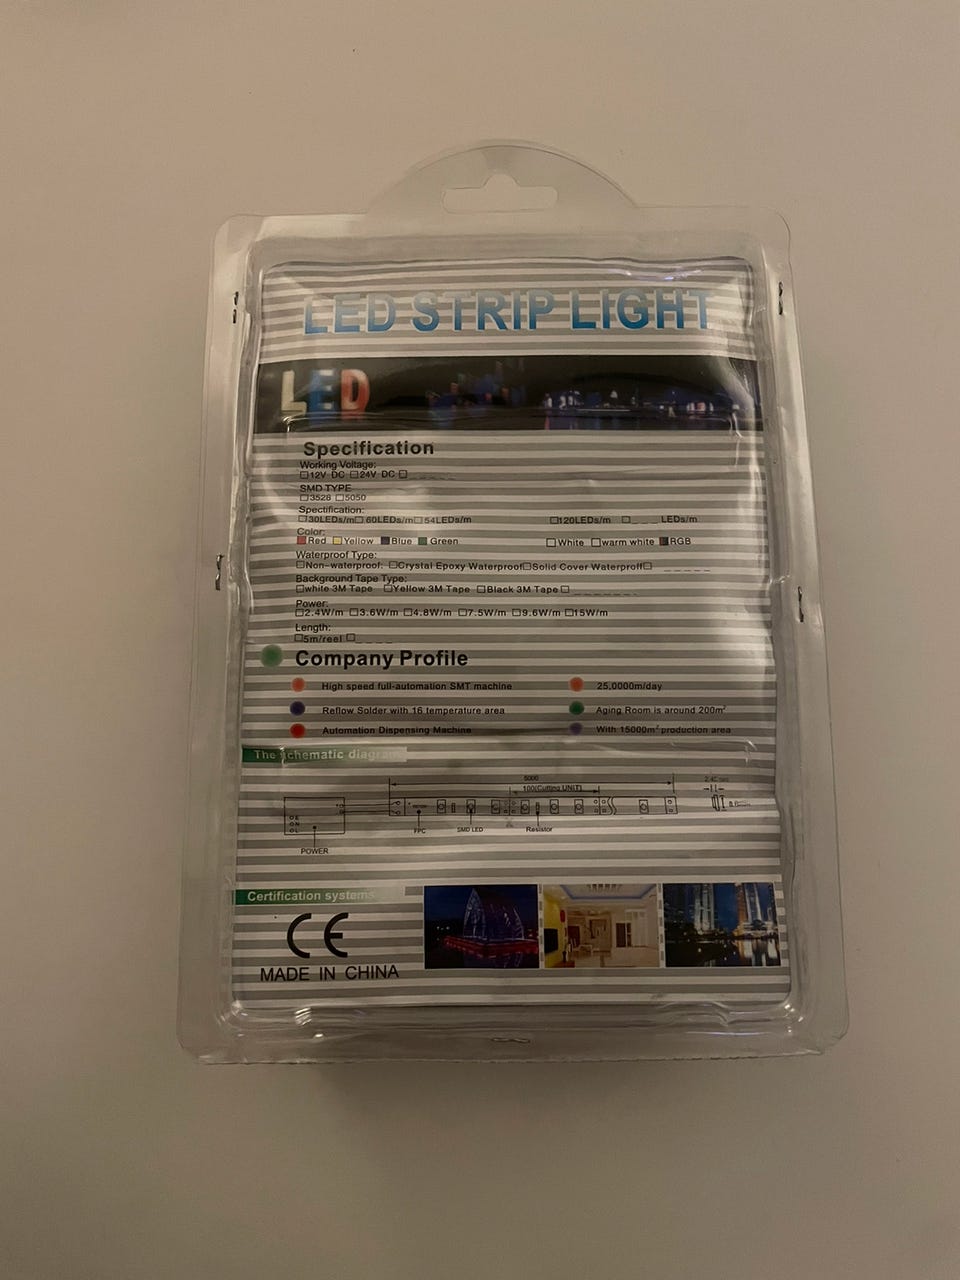 LED STRIP LIGHT
LED
Specification
Working Voltage:
□12V DC □24V DC □_ _ _ _ _
SMD TYPE
□3528 □5050
Specification:
□30LEDs/m□ 60LEDs/m□ 54LEDs/m □120LEDs/m □_ _ _ LEDs/m
Color:
Red Yellow Blue Green □White □warm white RGB
Waterproof Type:
□Non-waterproof: □Crystal Epoxy Waterproof□Solid Cover Waterproff□ _ _ _ _ _
Background Tape Type:
□white 3M Tape □Yellow 3M Tape □Black 3M Tape □_ _ _ _ _ _ _
Power:
□2.4W/m □3.6W/m □4.8W/m □7.5W/m □9.6W/m □15W/m
Length:
□5m/reel □_ _ _ _
Company Profile
High speed full-automation SMT machine 25,0000m/day
Reflow Solder with 16 temperature area Aging Room is around 200m²
Automation Dispensing Machine With 15000m² production area
The schematic diagram
5000
100(Cutting UNIT)
FPC SMD LED Resistor
POWER
Certification systems
CE
MADE IN CHINA